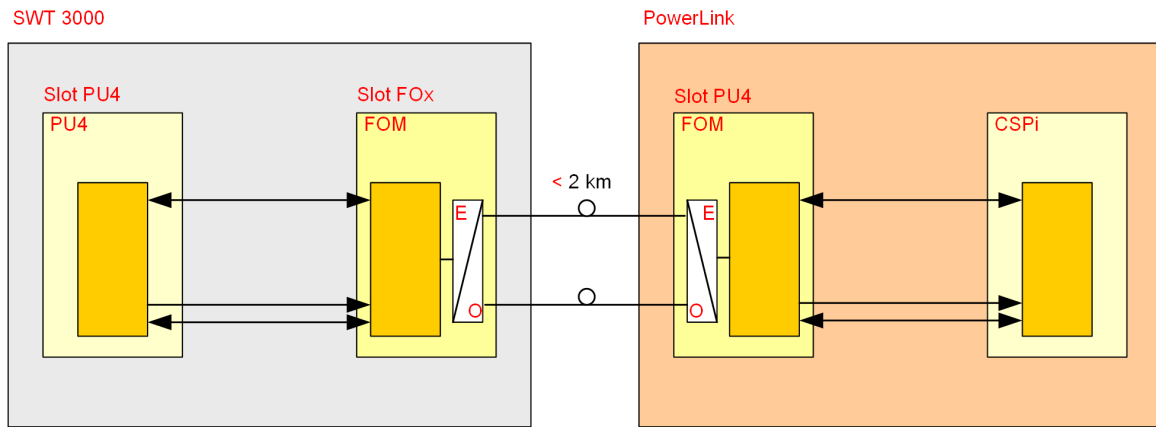 SWT 3000
PowerLink
Slot PU4
PU4
Slot FOx
FOM
< 2 km
Slot PU4
FOM
CSPi
E
O
E
O